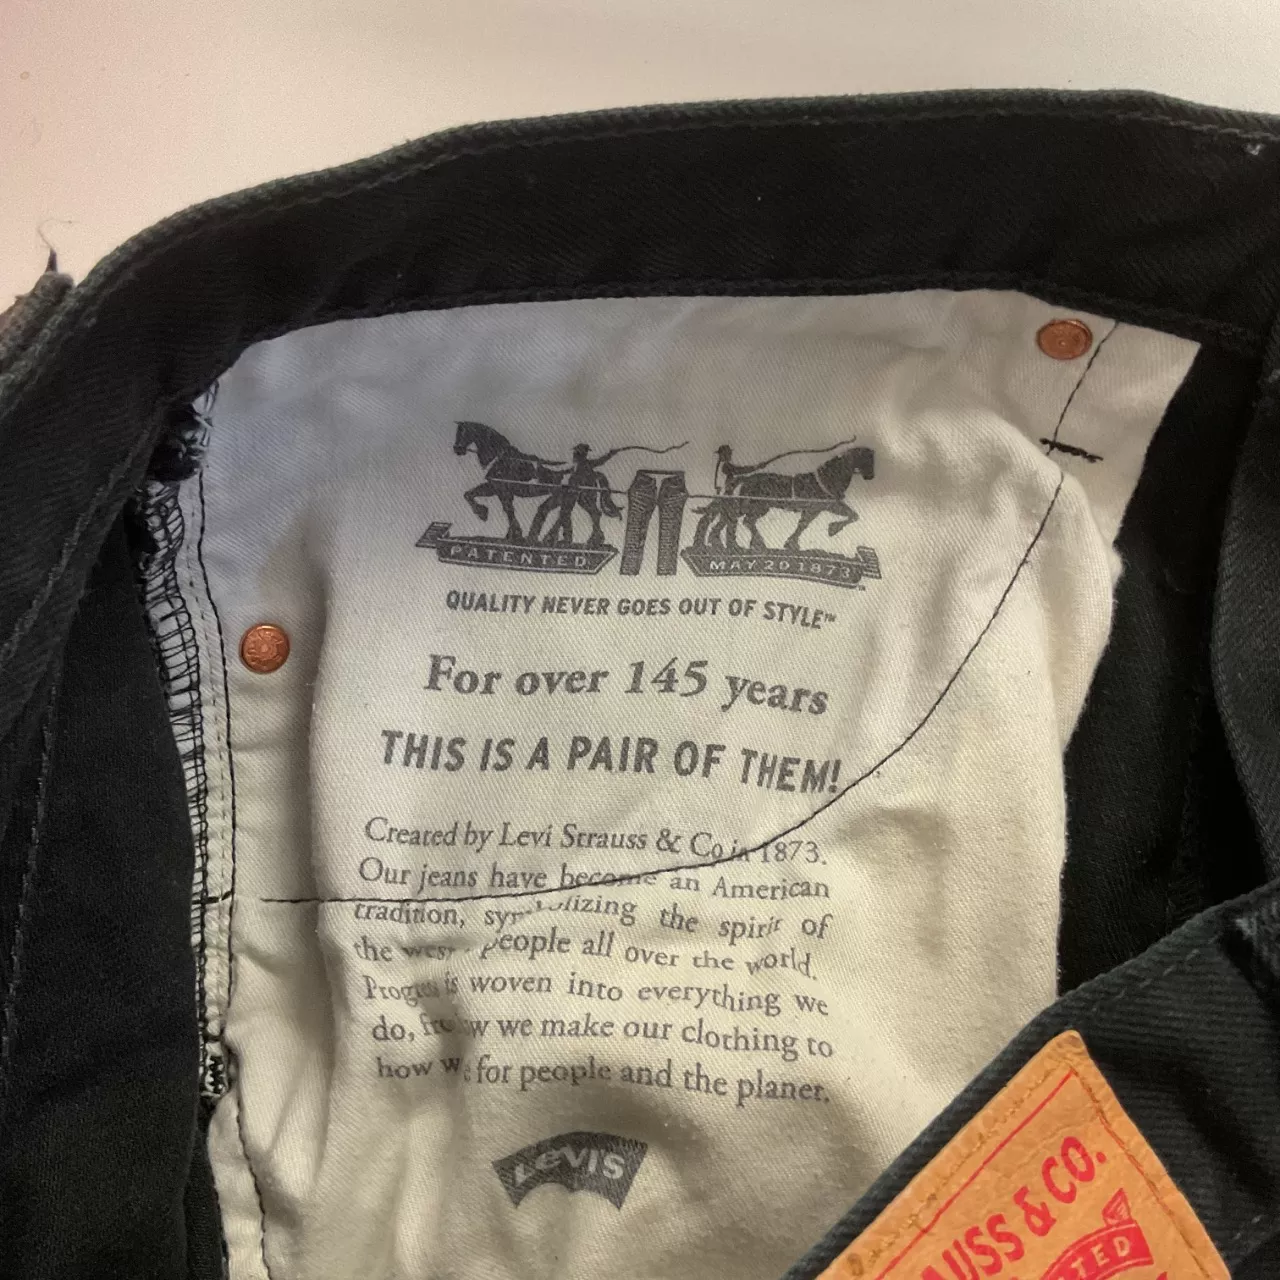 PATENTED MAY 20 1873
QUALITY NEVER GOES OUT OF STYLE™
For over 145 years
THIS IS A PAIR OF THEM!
Created by Levi Strauss & Co in 1873.
Our jeans have become an American
tradition, the spirit of
the people all over the world.
is woven into everything we
do, we make our clothing to
how for people and the planet.
LEVI'S
& CO.